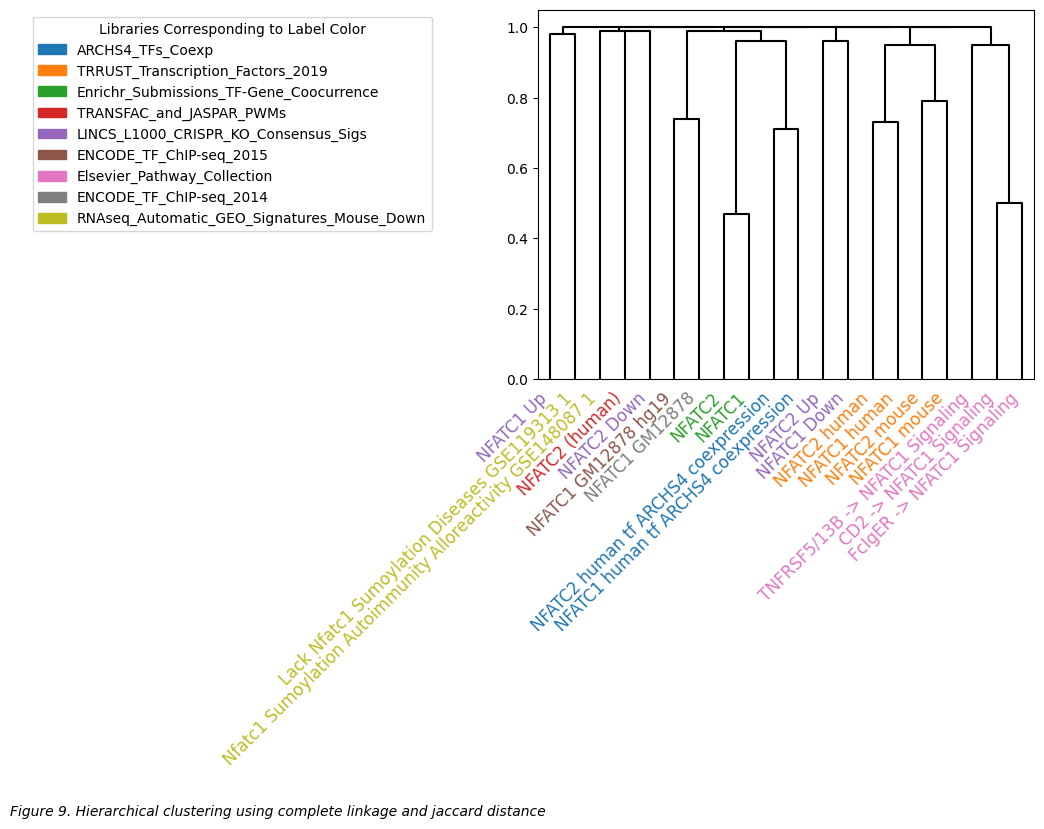 Libraries Corresponding to Label Color
ARCHS4_TFs_Coexp
TRRUST_Transcription_Factors_2019
Enrichr_Submissions_TF-Gene_Coocurrence
TRANSFAC_and_JASPAR_PWMs
LINCS_L1000_CRISPR_KO_Consensus_Sigs
ENCODE_TF_ChIP-seq_2015
Elsevier_Pathway_Collection
ENCODE_TF_ChIP-seq_2014
RNAseq_Automatic_GEO_Signatures_Mouse_Down
1.0
0.8
0.6
0.4
0.2
0.0
NFATC1 Up
Lack Nfatc1 Sumoylation Diseases GSE119313 1
Nfatc1 Sumoylation Autoimmunity Alloreactivity GSE148087 1
NFATC2 (human)
NFATC2 Down
NFATC1 GM12878 hg19
NFATC1 GM12878
NFATC2
NFATC1
NFATC2 human tf ARCHS4 coexpression
NFATC1 human tf ARCHS4 coexpression
NFATC2 Up
NFATC1 Down
NFATC2 human
NFATC1 human
NFATC2 mouse
NFATC1 mouse
TNFRSF5/13B -> NFATC1 Signaling
CD2 -> NFATC1 Signaling
FcIgER -> NFATC1 Signaling
Figure 9. Hierarchical clustering using complete linkage and jaccard distance